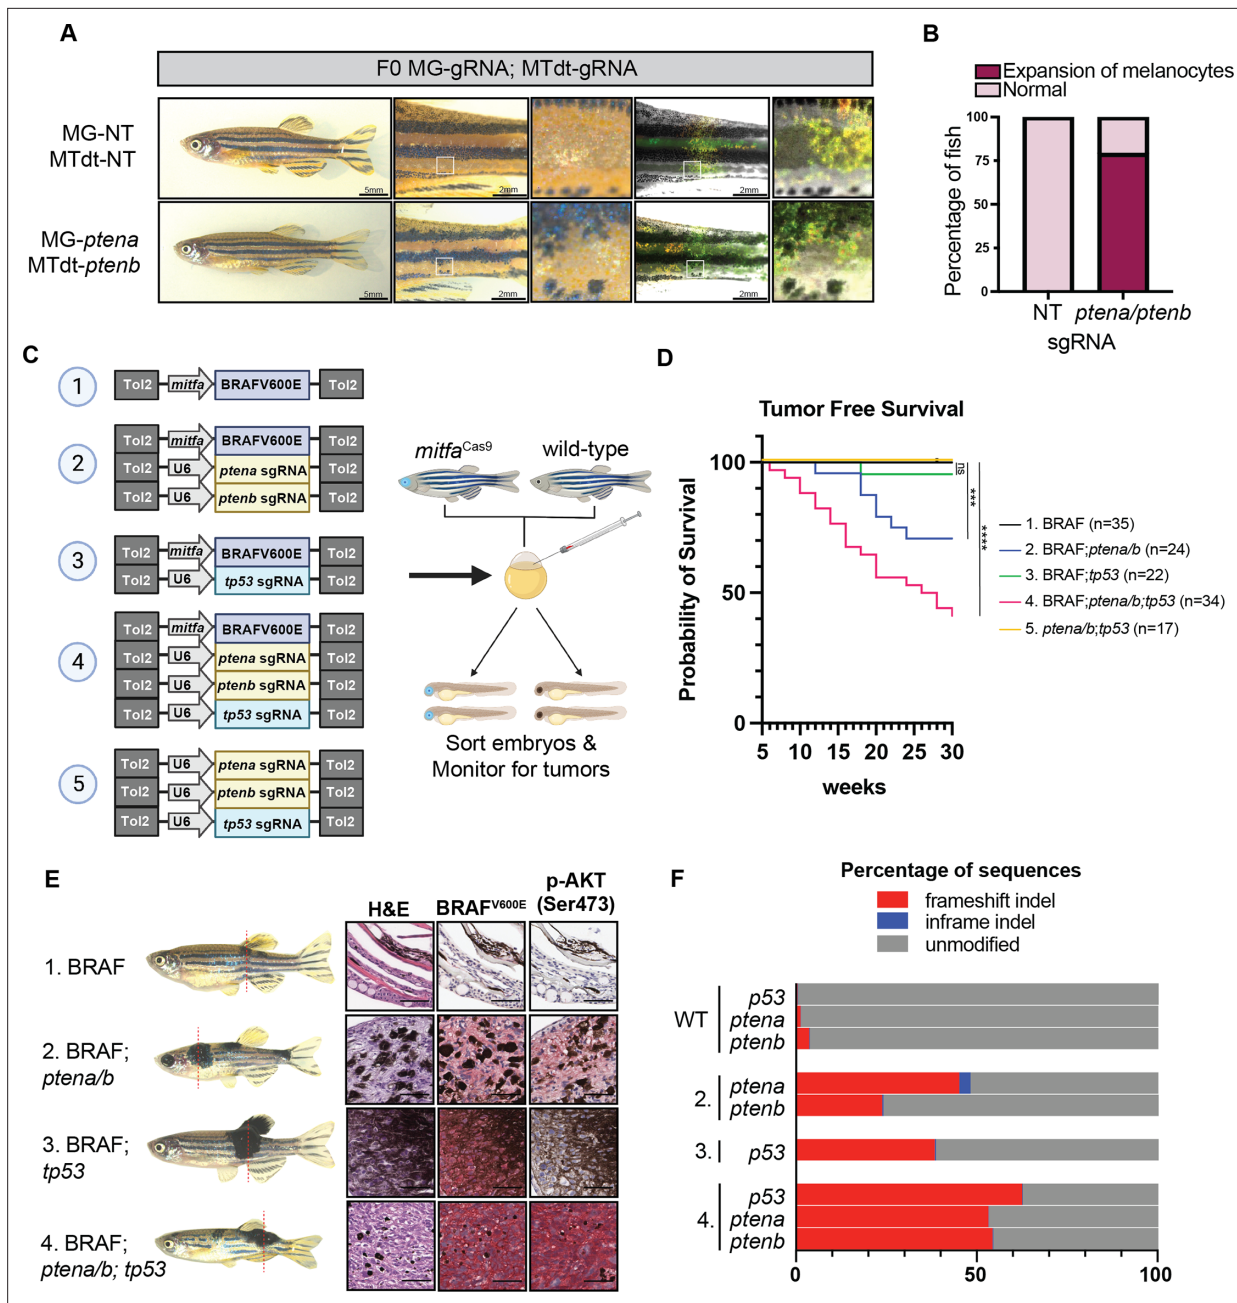 A
F0 MG-gRNA; MTdt-gRNA
MG-NT
MTdt-NT
5mm
2mm
2mm
MG-ptena
MTdt-ptenb
5mm
2mm
2mm
B
Expansion of melanocytes
Normal
Percentage of fish
100
75
50
25
0
NT
ptena/ptenb
sgRNA
C
1
Tol2 mitfa BRAFV600E Tol2
2
Tol2 mitfa BRAFV600E Tol2
Tol2 U6 ptena sgRNA Tol2
Tol2 U6 ptenb sgRNA Tol2
3
Tol2 mitfa BRAFV600E Tol2
Tol2 U6 tp53 sgRNA Tol2
4
Tol2 mitfa BRAFV600E Tol2
Tol2 U6 ptena sgRNA Tol2
Tol2 U6 ptenb sgRNA Tol2
Tol2 U6 tp53 sgRNA Tol2
5
Tol2 U6 ptena sgRNA Tol2
Tol2 U6 ptenb sgRNA Tol2
Tol2 U6 tp53 sgRNA Tol2
mitfaCas9
wild-type
Sort embryos &
Monitor for tumors
D
Tumor Free Survival
Probability of Survival
100
50
0
5 10 15 20 25 30
weeks
ns
***
****
1. BRAF (n=35)
2. BRAF;ptena/b (n=24)
3. BRAF;tp53 (n=22)
4. BRAF;ptena/b;tp53 (n=34)
5. ptena/b;tp53 (n=17)
E
H&E
BRAFV600E
p-AKT
(Ser473)
1. BRAF
2. BRAF;
ptena/b
3. BRAF;
tp53
4. BRAF;
ptena/b; tp53
F
Percentage of sequences
frameshift indel
inframe indel
unmodified
WT
p53
ptena
ptenb
2.
ptena
ptenb
3.
p53
4.
p53
ptena
ptenb
0 50 100